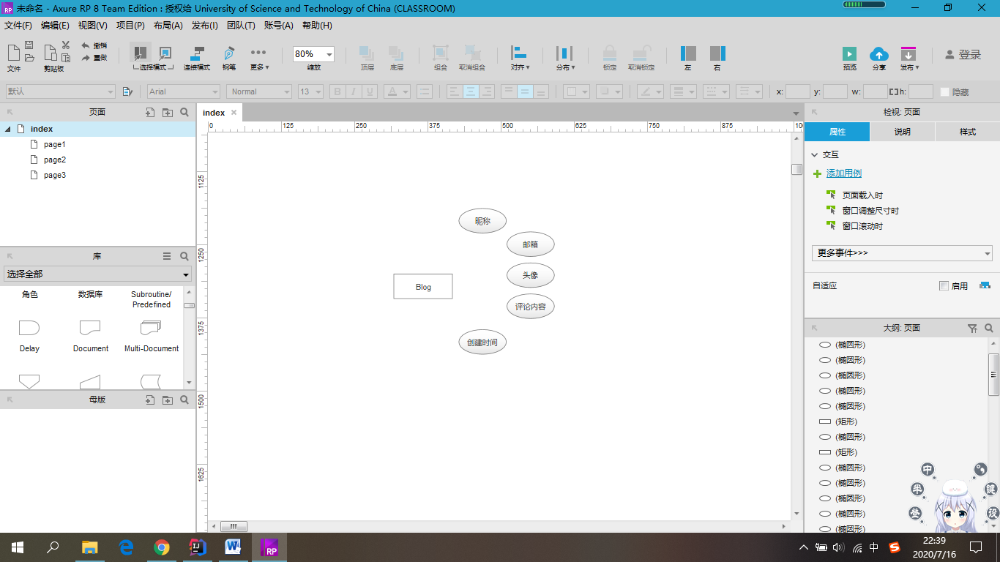 未命名 - Axure RP 8 Team Edition : 授权给 University of Science and Technology of China (CLASSROOM)
文件(F) 编辑(E) 视图(V) 项目(P) 布局(A) 发布(I) 团队(T) 账号(A) 帮助(H)
撤销
重做
文件 剪贴板 选择模式 连接模式 钢笔 更多 80% 缩放 顶层 底层 组合 取消组合 对齐 分布 锁定 取消锁定 左 右 预览 分享 发布 登录
默认 Arial Normal 13 B I U A x: y: w: h: 隐藏
页面
index
page1
page2
page3
库
选择全部
角色 数据库 Subroutine/
Predefined
Delay Document Multi-Document
母版
index
0 125 250 375 500 625 750 875 100
1125
1250
1375
1500
1625
昵称
邮箱
头像
Blog
评论内容
创建时间
检视: 页面
属性 说明 样式
交互
添加用例
页面载入时
窗口调整尺寸时
窗口滚动时
更多事件>>>
自适应 启用
大纲: 页面
(椭圆形)
(椭圆形)
(椭圆形)
(椭圆形)
(椭圆形)
(矩形)
(椭圆形)
(矩形)
(椭圆形)
(椭圆形)
(椭圆形)
(椭圆形)
(椭圆形)
中
半 键
登 设
RP
中 S
22:39
2020/7/16